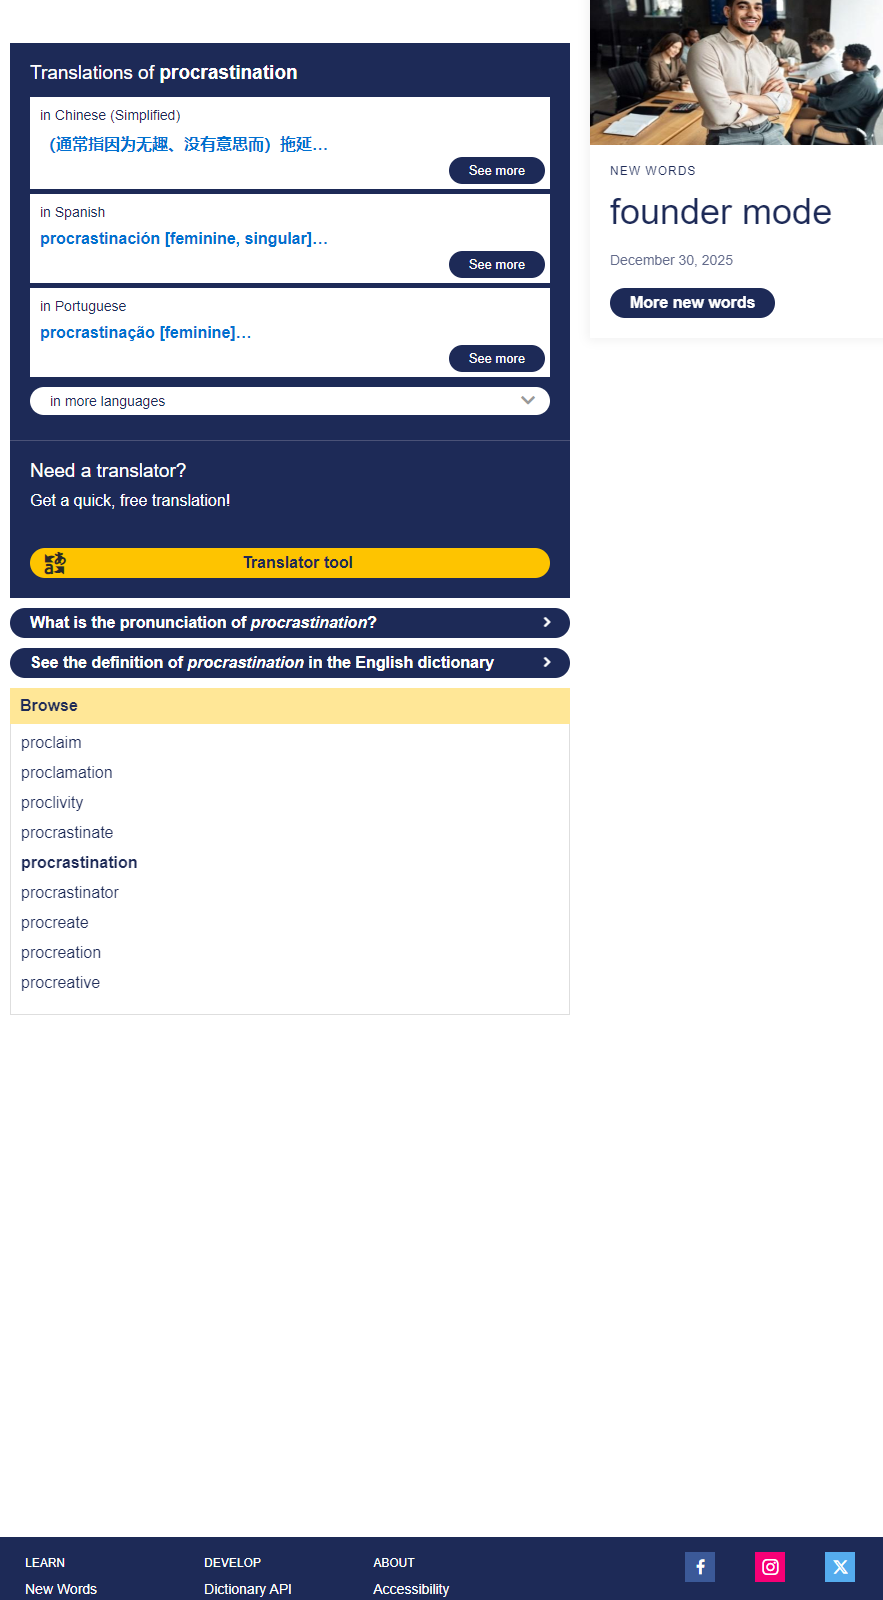 Translations of procrastination
in Chinese (Simplified)
（通常指因为无趣、没有意思而）拖延…
See more
in Spanish
procrastinación [feminine, singular]…
See more
in Portuguese
procrastinação [feminine]…
See more
in more languages
Need a translator?
Get a quick, free translation!
Translator tool
What is the pronunciation of procrastination?
See the definition of procrastination in the English dictionary
Browse
proclaim
proclamation
proclivity
procrastinate
procrastination
procrastinator
procreate
procreation
procreative
NEW WORDS
founder mode
December 30, 2025
More new words
LEARN
New Words
DEVELOP
Dictionary API
ABOUT
Accessibility